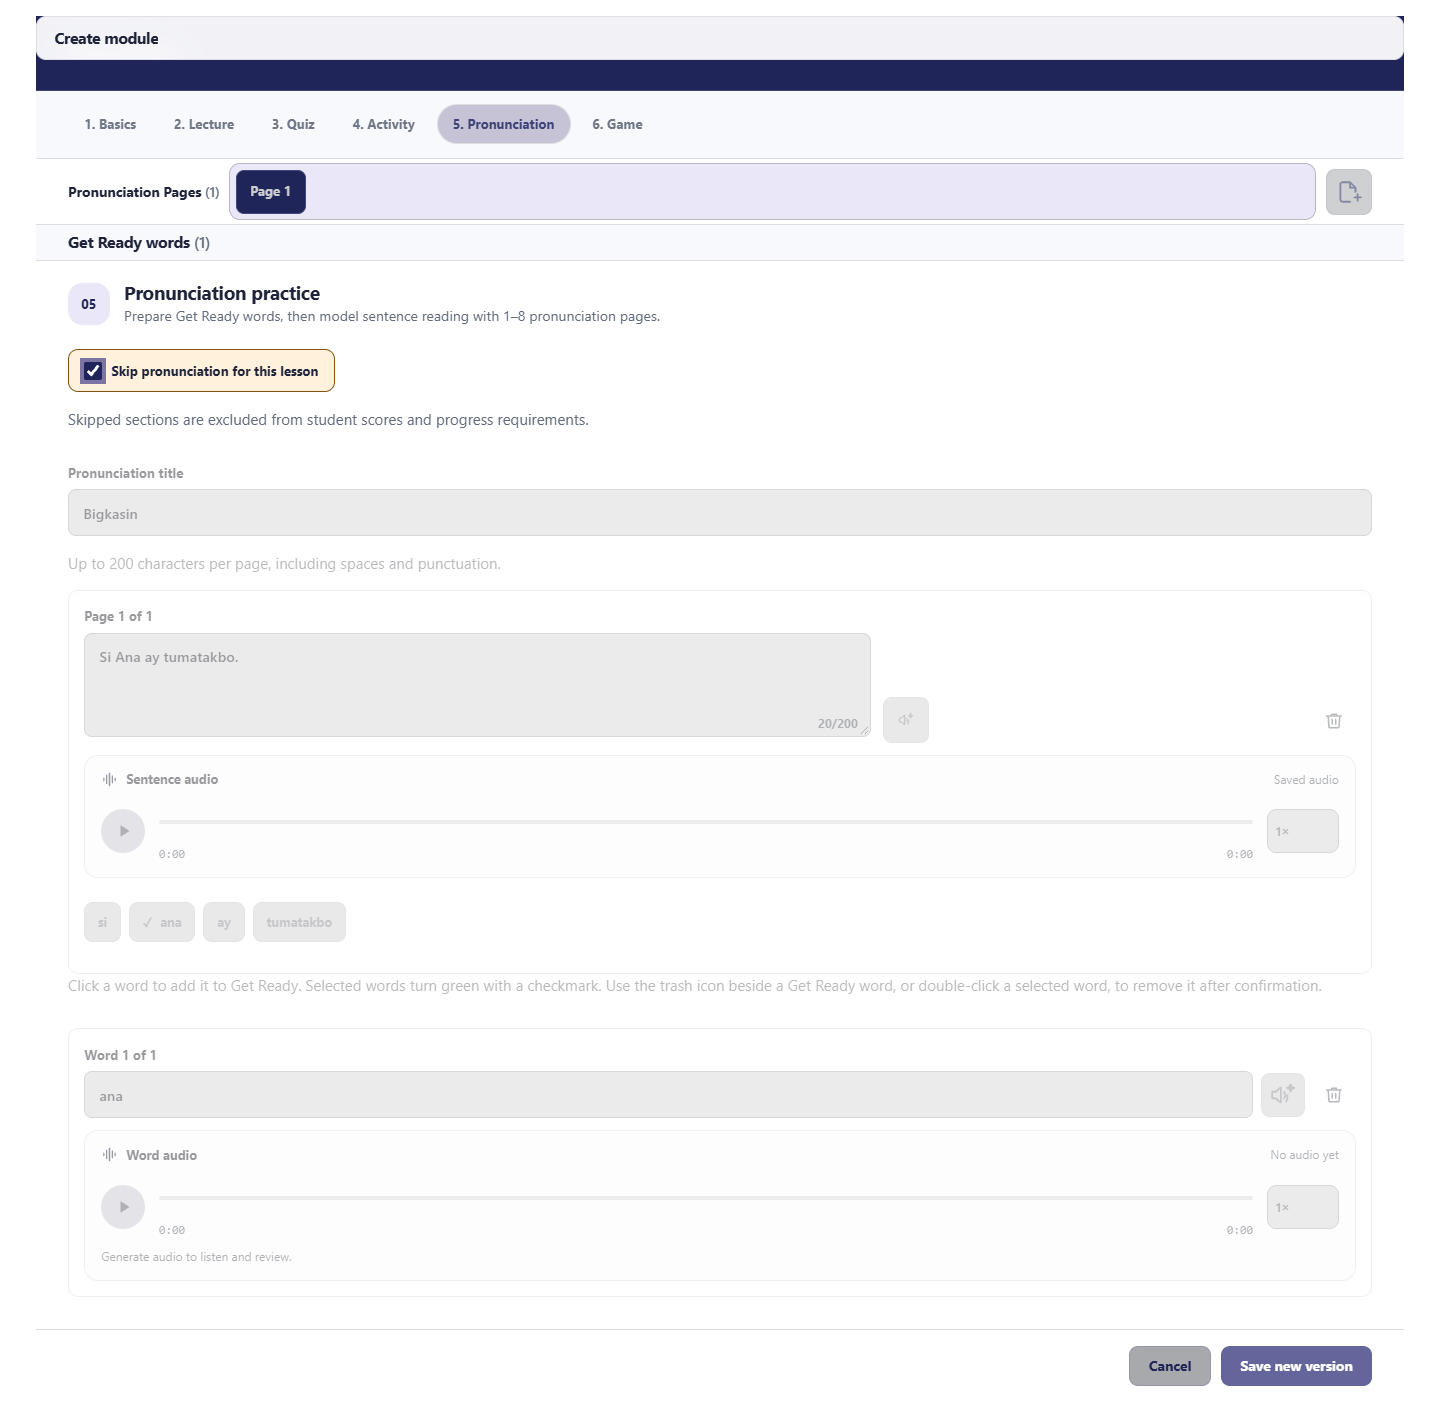 Create module
1. Basics 2. Lecture 3. Quiz 4. Activity 5. Pronunciation 6. Game
Pronunciation Pages (1) Page 1
Get Ready words (1)
05 Pronunciation practice
Prepare Get Ready words, then model sentence reading with 1–8 pronunciation pages.
Skip pronunciation for this lesson
Skipped sections are excluded from student scores and progress requirements.
Pronunciation title
Bigkasin
Up to 200 characters per page, including spaces and punctuation.
Page 1 of 1
Si Ana ay tumatakbo.
20/200
Sentence audio Saved audio
1×
0:00 0:00
si ✓ ana ay tumatakbo
Click a word to add it to Get Ready. Selected words turn green with a checkmark. Use the trash icon beside a Get Ready word, or double-click a selected word, to remove it after confirmation.
Word 1 of 1
ana
Word audio No audio yet
1×
0:00 0:00
Generate audio to listen and review.
Cancel Save new version